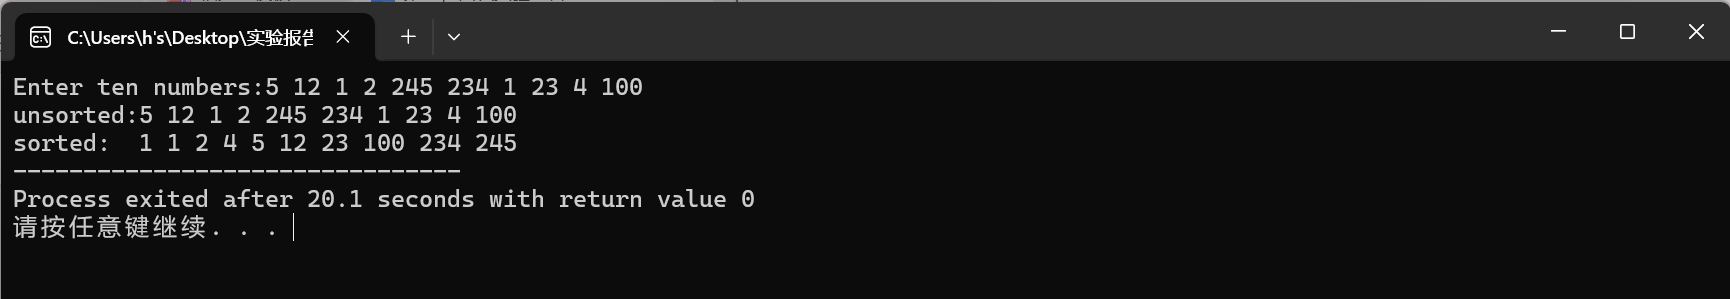 C:\Users\h's\Desktop\实验报告
Enter ten numbers:5 12 1 2 245 234 1 23 4 100
unsorted:5 12 1 2 245 234 1 23 4 100
sorted:  1 1 2 4 5 12 23 100 234 245
--------------------------------
Process exited after 20.1 seconds with return value 0
请按任意键继续. . .